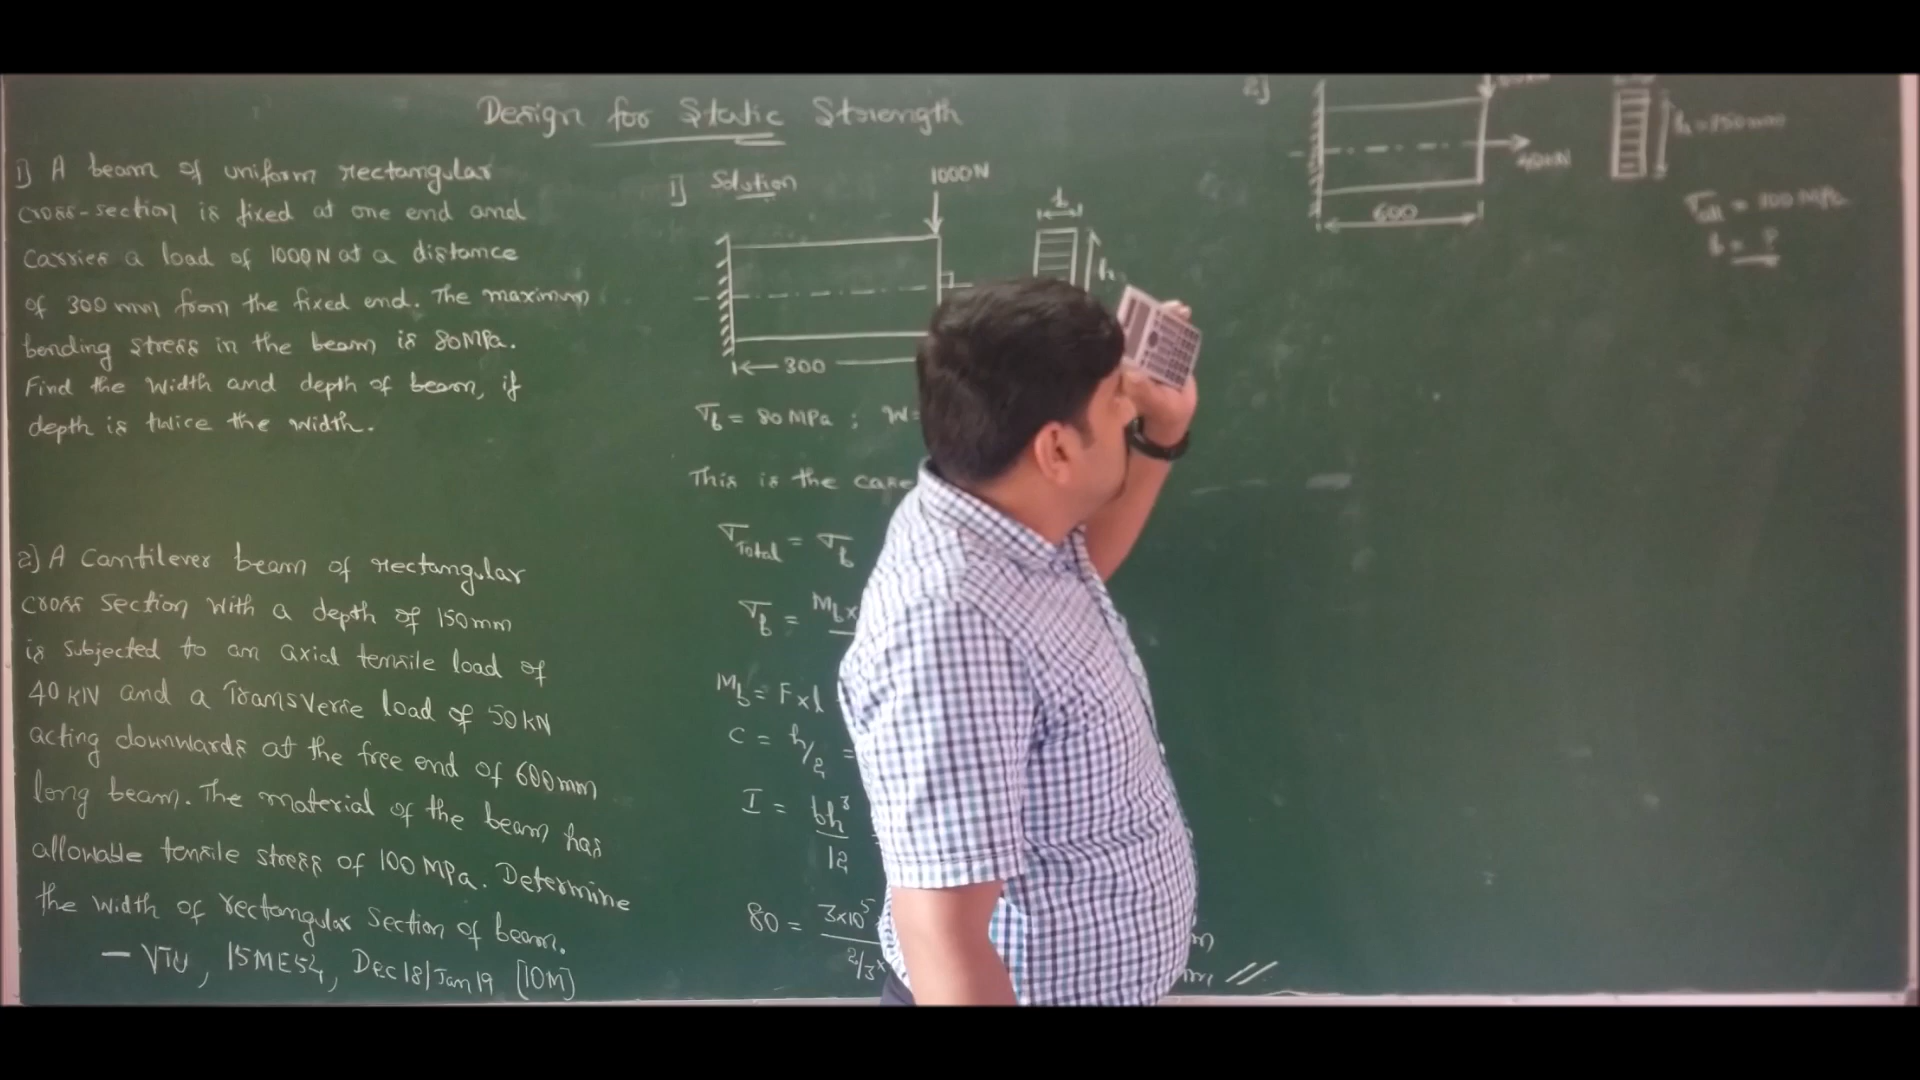 Design for Static Strength
1] A beam of uniform rectangular
cross-section is fixed at one end and
carries a load of 1000N at a distance
of 300 mm from the fixed end. The maximum
bending stress in the beam is 80MPa.
Find the width and depth of beam, if
depth is twice the width.
2] A cantilever beam of rectangular
cross section with a depth of 150mm
is subjected to an axial tensile load of
40 KN and a Transverse load of 50 KN
acting downwards at the free end of 600mm
long beam. The material of the beam has
allowable tensile stress of 100 MPa. Determine
the width of rectangular section of beam.
- VTU, 15ME54, Dec18/Jan19 [10M]
1] Solution
1000N
b
h
300
σb = 80 MPa ;
This is the case
σTotal = σb
σb = Mb×
Mb = F×l
c = h/2 =
I = bh³/12
80 = 3×10⁵
2/3×
2]
40KN
600
h=150mm
σall = 100 MPa
b = ?